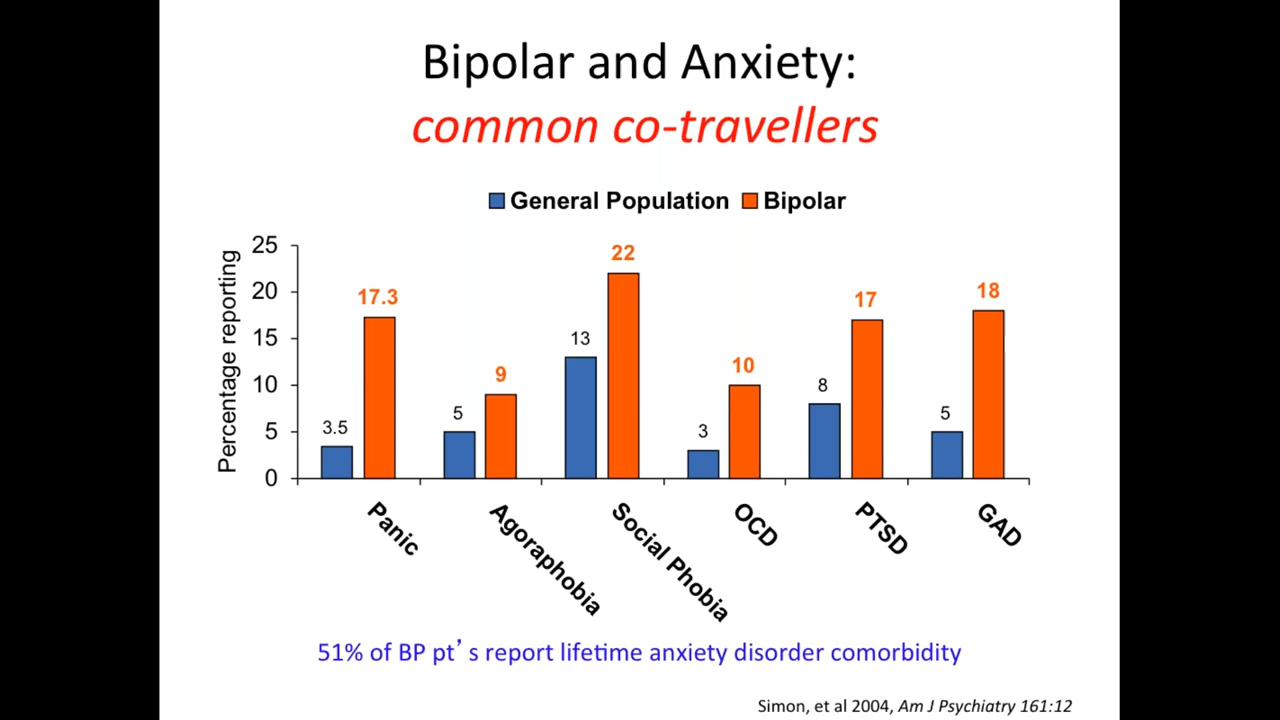 Bipolar and Anxiety:
common co-travellers
General Population Bipolar
Percentage reporting
25
20
15
10
5
0
3.5
17.3
5
9
13
22
3
10
8
17
5
18
Panic
Agoraphobia
Social Phobia
OCD
PTSD
GAD
51% of BP pt’s report lifetime anxiety disorder comorbidity
Simon, et al 2004, Am J Psychiatry 161:12